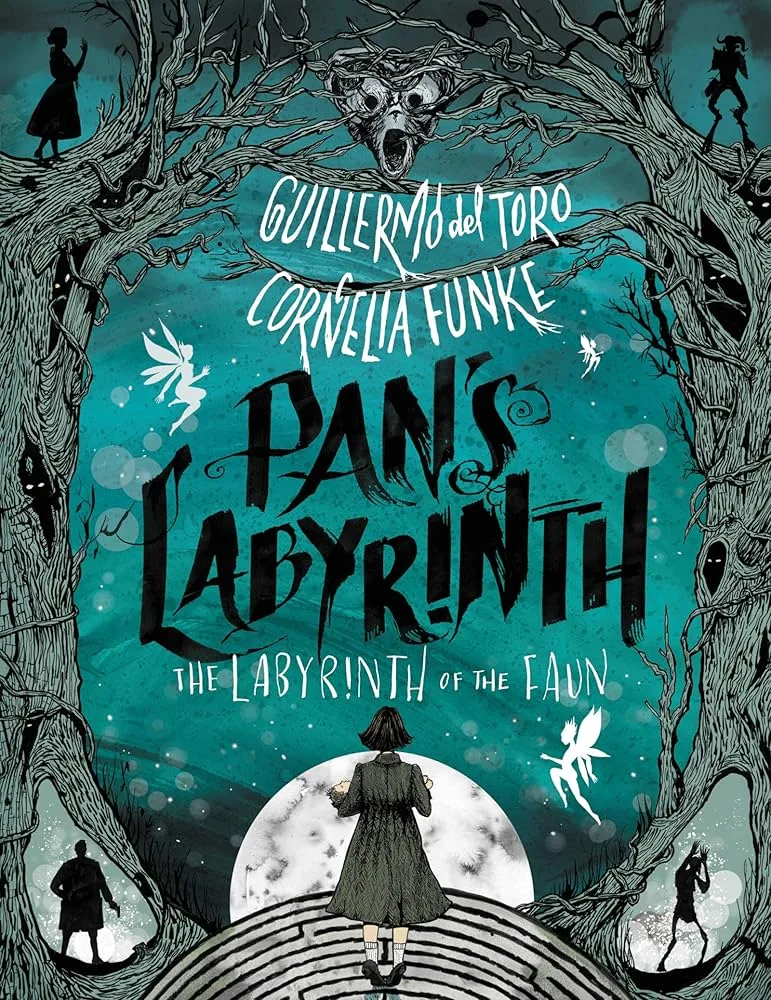 GUILLERMO del TORO
CORNELIA FUNKE
PAN'S
LABYRINTH
THE LABYRINTH OF THE FAUN